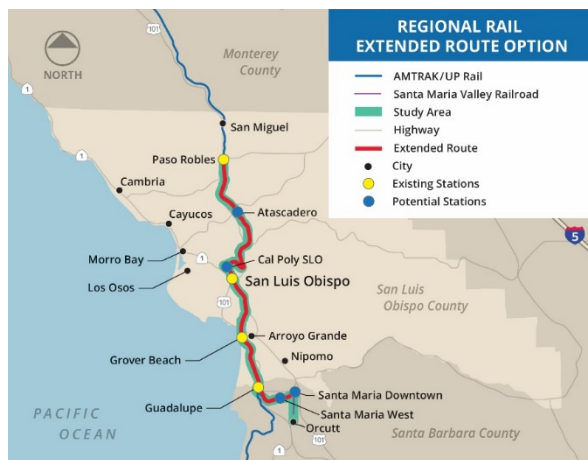 REGIONAL RAIL
EXTENDED ROUTE OPTION
AMTRAK/UP Rail
Santa Maria Valley Railroad
Study Area
Highway
Extended Route
City
Existing Stations
Potential Stations
NORTH
101
Monterey
County
1
San Miguel
Paso Robles
Cambria
1
Atascadero
Cayucos
5
Morro Bay
1
Cal Poly SLO
Los Osos
San Luis Obispo
San Luis
Obispo County
101
Arroyo Grande
Grover Beach
Nipomo
Guadalupe
Santa Maria Downtown
Santa Maria West
Orcutt
PACIFIC
OCEAN
1
101
Santa Barbara County